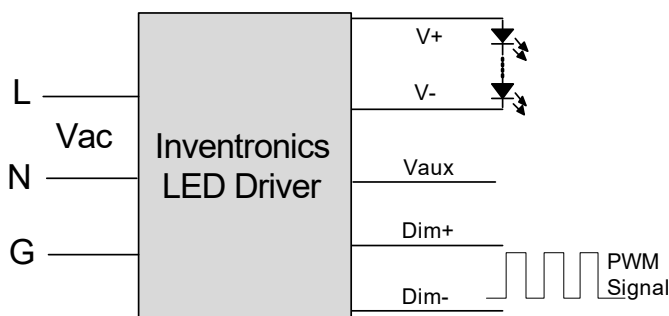 L
Vac
N
G
Inventronics
LED Driver
V+
V-
Vaux
Dim+
Dim-
PWM
Signal